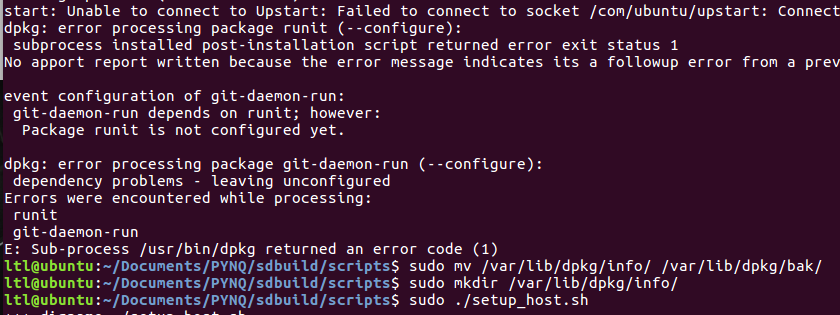 start: Unable to connect to Upstart: Failed to connect to socket /com/ubuntu/upstart: Connect
dpkg: error processing package runit (--configure):
 subprocess installed post-installation script returned error exit status 1
No apport report written because the error message indicates its a followup error from a prev
event configuration of git-daemon-run:
 git-daemon-run depends on runit; however:
  Package runit is not configured yet.
dpkg: error processing package git-daemon-run (--configure):
 dependency problems - leaving unconfigured
Errors were encountered while processing:
 runit
 git-daemon-run
E: Sub-process /usr/bin/dpkg returned an error code (1)
ltl@ubuntu:~/Documents/PYNQ/sdbuild/scripts$ sudo mv /var/lib/dpkg/info/ /var/lib/dpkg/bak/
ltl@ubuntu:~/Documents/PYNQ/sdbuild/scripts$ sudo mkdir /var/lib/dpkg/info/
ltl@ubuntu:~/Documents/PYNQ/sdbuild/scripts$ sudo ./setup_host.sh